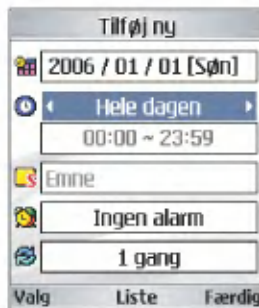 Tilføj ny
2006 / 01 / 01 [Søn]
Hele dagen
00:00 ~ 23:59
Emne
Ingen alarm
1 gang
Valg Liste Færdig